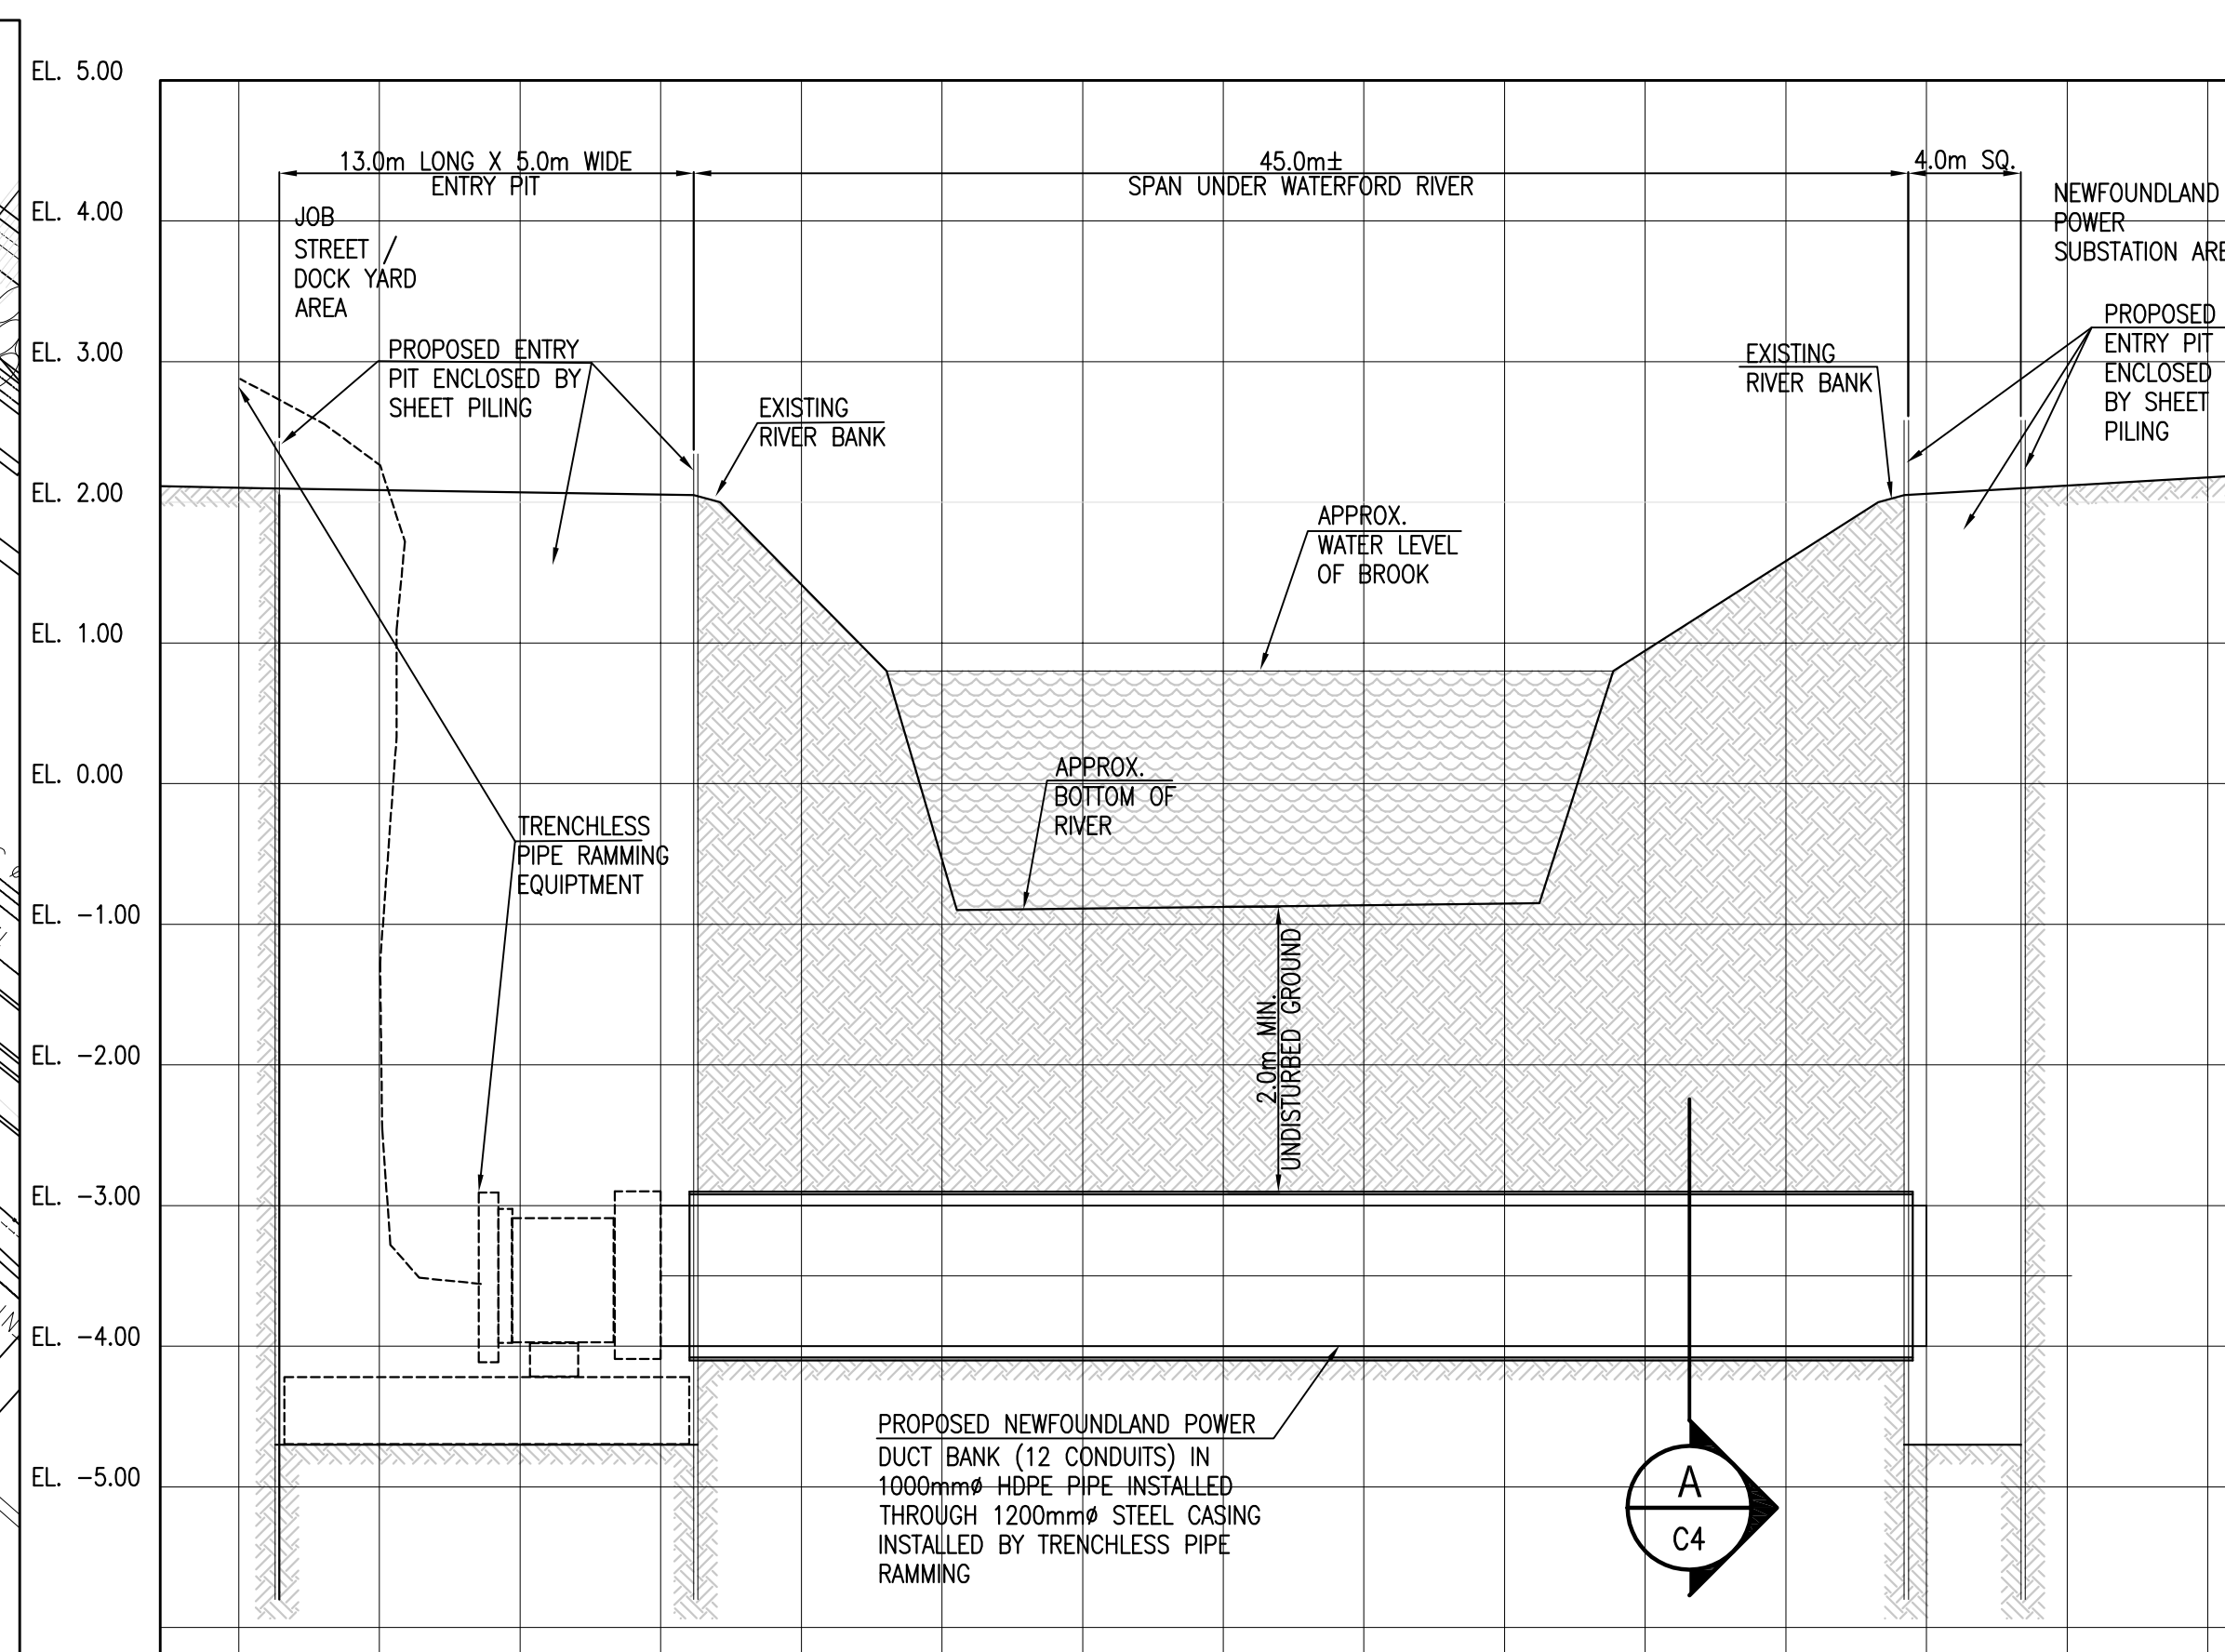 EL. 5.00
EL. 4.00
EL. 3.00
EL. 2.00
EL. 1.00
EL. 0.00
EL. -1.00
EL. -2.00
EL. -3.00
EL. -4.00
EL. -5.00
13.0m LONG X 5.0m WIDE
ENTRY PIT
45.0m±
SPAN UNDER WATERFORD RIVER
4.0m SQ.
JOB
STREET /
DOCK YARD
AREA
NEWFOUNDLAND
POWER
SUBSTATION
PROPOSED ENTRY
PIT ENCLOSED BY
SHEET PILING
EXISTING
RIVER BANK
EXISTING
RIVER BANK
PROPOSED
ENTRY PIT
ENCLOSED
BY SHEET
PILING
APPROX.
WATER LEVEL
OF BROOK
APPROX.
BOTTOM OF
RIVER
TRENCHLESS
PIPE RAMMING
EQUIPTMENT
2.0m MIN.
UNDISTURBED GROUND
PROPOSED NEWFOUNDLAND POWER
DUCT BANK (12 CONDUITS) IN
1000mmø HDPE PIPE INSTALLED
THROUGH 1200mmø STEEL CASING
INSTALLED BY TRENCHLESS PIPE
RAMMING
A
C4